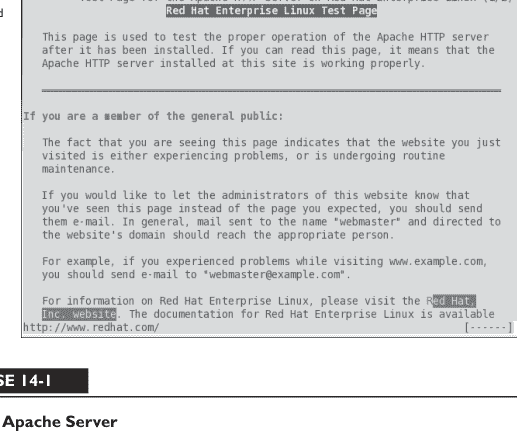 Red Hat Enterprise Linux Test Page
This page is used to test the proper operation of the Apache HTTP server
after it has been installed. If you can read this page, it means that the
Apache HTTP server installed at this site is working properly.
If you are a member of the general public:
The fact that you are seeing this page indicates that the website you just
visited is either experiencing problems, or is undergoing routine
maintenance.
If you would like to let the administrators of this website know that
you've seen this page instead of the page you expected, you should send
them e-mail. In general, mail sent to the name "webmaster" and directed to
the website's domain should reach the appropriate person.
For example, if you experienced problems while visiting www.example.com,
you should send e-mail to "webmaster@example.com".
For information on Red Hat Enterprise Linux, please visit the Red Hat,
Inc. website. The documentation for Red Hat Enterprise Linux is available
http://www.redhat.com/ [------]
SE 14-1
Apache Server